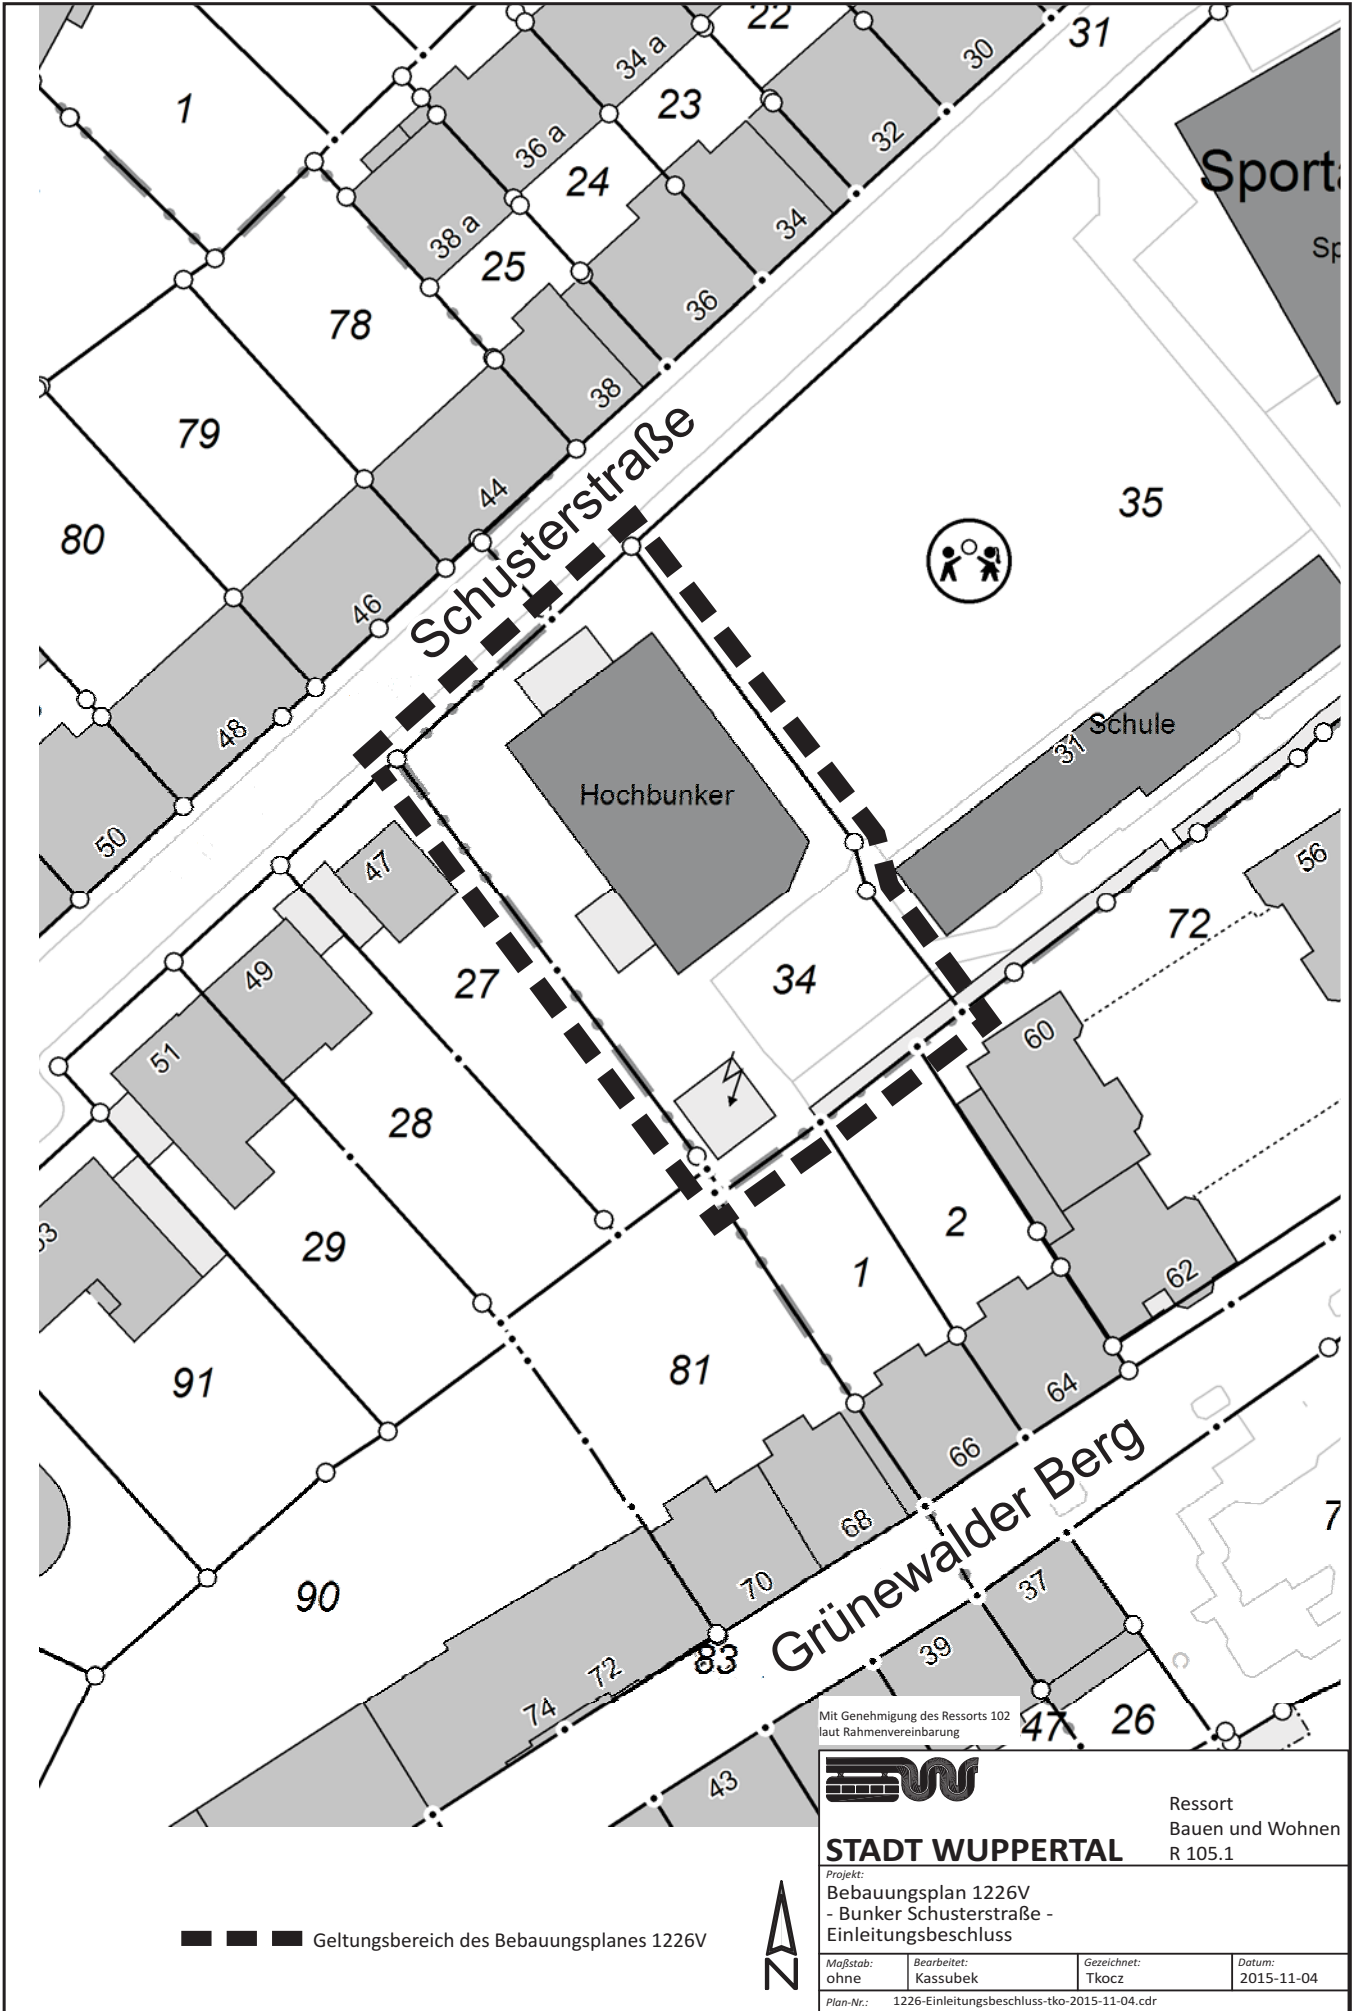 22
31
30
34 a
1
23
32
36 a
Sport
24
34
38 a
25
Sp
36
78
38
79
Schusterstraße
44
35
80
46
48
Schule
31
Hochbunker
50
47
56
72
49
27
34
60
51
28
2
29
1
62
81
91
64
66
Grünewalder Berg
68
90
70
37
83
72
39
74
47
26
43
Mit Genehmigung des Ressorts 102
laut Rahmenvereinbarung
STADT WUPPERTAL
Ressort
Bauen und Wohnen
R 105.1
Projekt:
Bebauungsplan 1226V
- Bunker Schusterstraße -
Einleitungsbeschluss
Geltungsbereich des Bebauungsplanes 1226V
N
Maßstab:
ohne
Bearbeitet:
Kassubek
Gezeichnet:
Tkocz
Datum:
2015-11-04
Plan-Nr.: 1226-Einleitungsbeschluss-tko-2015-11-04.cdr